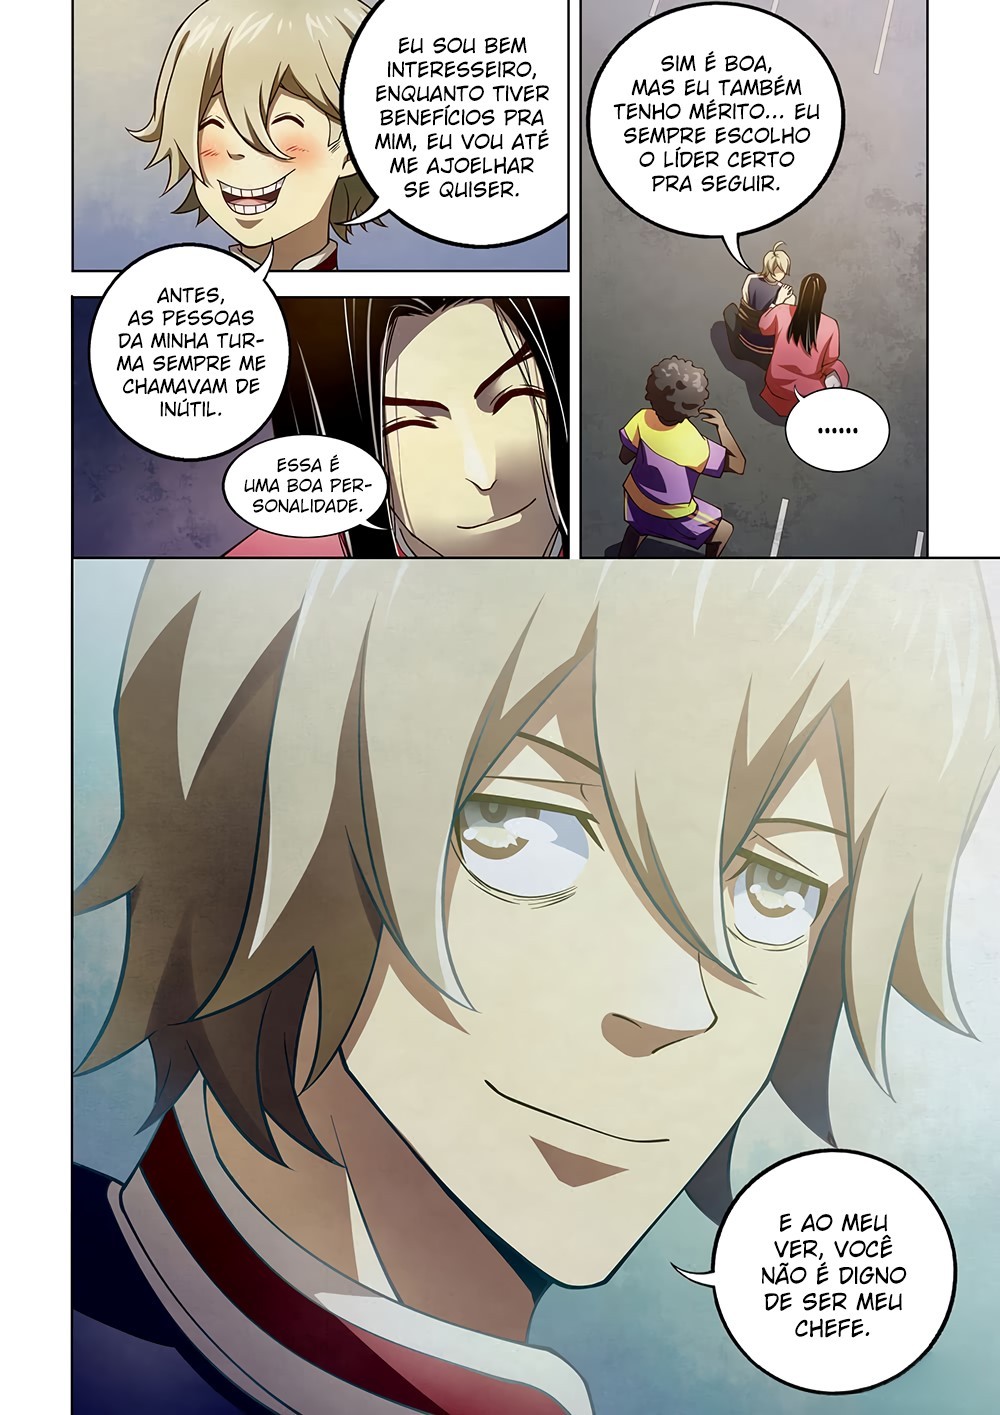 EU SOU BEM
INTERESSEIRO,
ENQUANTO TIVER
BENEFÍCIOS PRA
MIM, EU VOU ATÉ
ME AJOELHAR
SE QUISER.
ANTES,
AS PESSOAS
DA MINHA TUR-
MA SEMPRE ME
CHAMAVAM DE
INÚTIL.
ESSA É
UMA BOA PER-
SONALIDADE.
SIM É BOA,
MAS EU TAMBÉM
TENHO MÉRITO... EU
SEMPRE ESCOLHO
O LÍDER CERTO
PRA SEGUIR.
......
E AO MEU
VER, VOCÊ
NÃO É DIGNO
DE SER MEU
CHEFE.